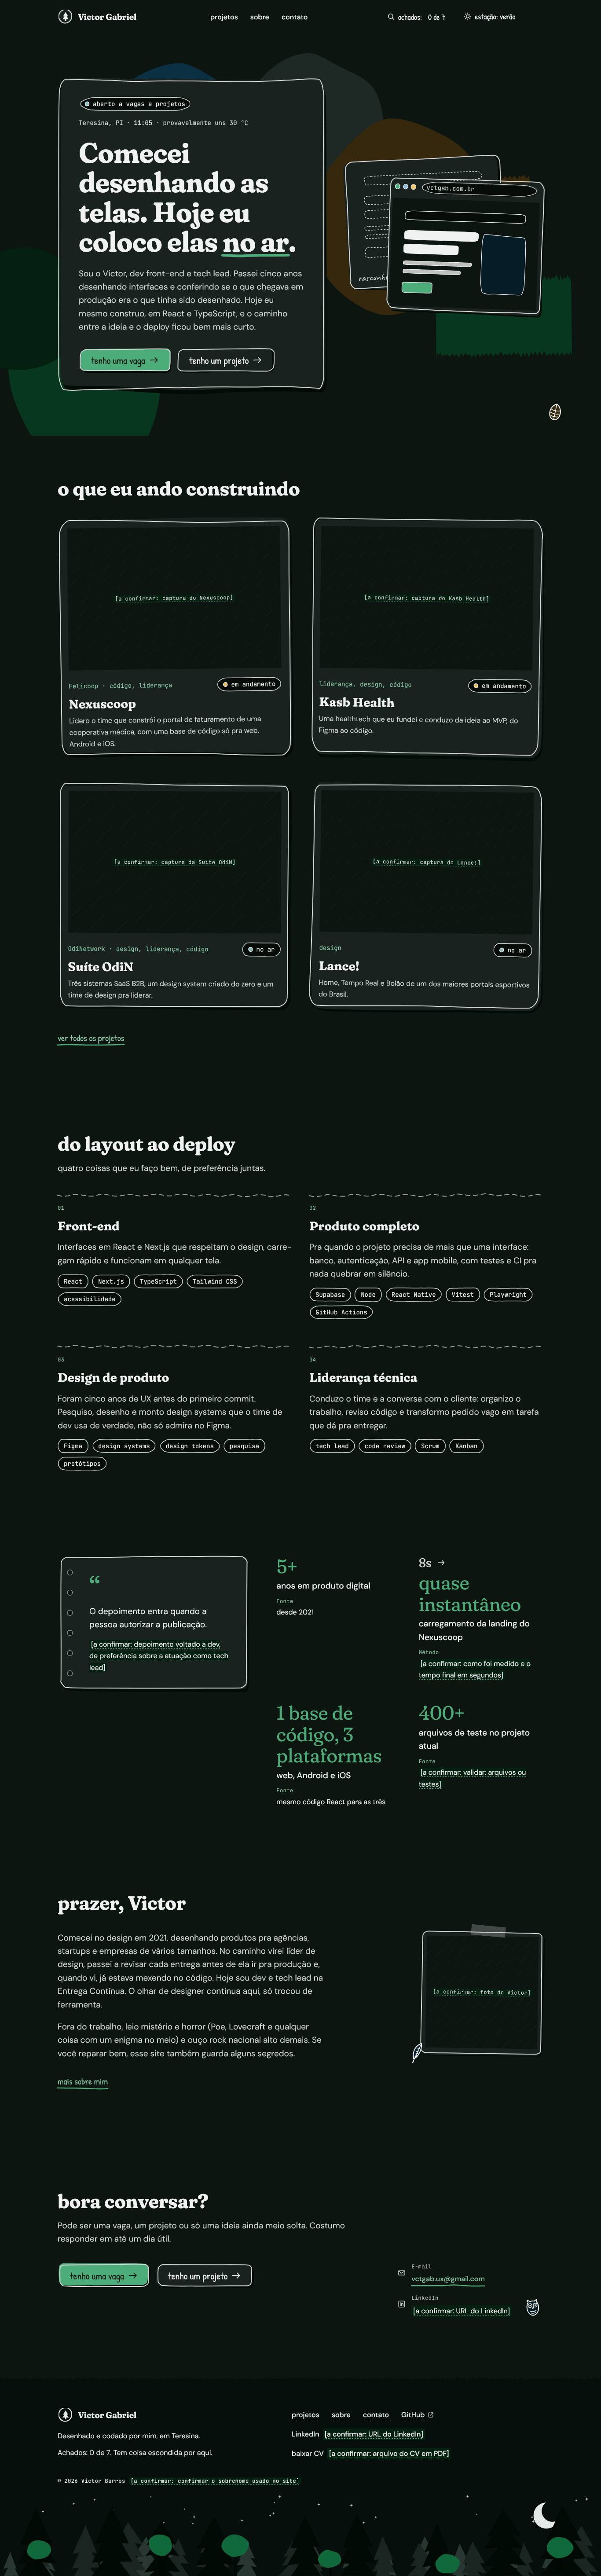 Victor Gabriel
projetos sobre contato
achados: 0 de 7
estação: verão
aberto a vagas e projetos
Teresina, PI · 11:05 · provavelmente uns 30 °C
Comecei
desenhando as
telas. Hoje eu
coloco elas no ar.
Sou o Victor, dev front-end e tech lead. Passei cinco anos
desenhando interfaces e conferindo se o que chegava em
produção era o que tinha sido desenhado. Hoje eu
mesmo construo, em React e TypeScript, e o caminho
entre a ideia e o deploy ficou bem mais curto.
tenho uma vaga →
tenho um projeto →
vctgab.com.br
o que eu ando construindo
[a confirmar: captura do Nexuscoop]
Felicoop · código, liderança
em andamento
Nexuscoop
Lidero o time que constrói o portal de faturamento de uma
cooperativa médica, com uma base de código só pra web,
Android e iOS.
[a confirmar: captura do Kasb Health]
liderança, design, código
em andamento
Kasb Health
Uma healthtech que eu fundei e conduzo da ideia ao MVP, do
Figma ao código.
[a confirmar: captura da Suíte OdiN]
OdiNetwork · design, liderança, código
no ar
Suíte OdiN
Três sistemas SaaS B2B, um design system criado do zero e um
time de design pra liderar.
[a confirmar: captura do Lance!]
design
no ar
Lance!
Home, Tempo Real e Bolão de um dos maiores portais esportivos
do Brasil.
ver todos os projetos
do layout ao deploy
quatro coisas que eu faço bem, de preferência juntas.
01
Front-end
Interfaces em React e Next.js que respeitam o design, carre-
gam rápido e funcionam em qualquer tela.
React Next.js TypeScript Tailwind CSS
acessibilidade
02
Produto completo
Pra quando o projeto precisa de mais que uma interface:
banco, autenticação, API e app mobile, com testes e CI pra
nada quebrar em silêncio.
Supabase Node React Native Vitest Playwright
GitHub Actions
03
Design de produto
Foram cinco anos de UX antes do primeiro commit.
Pesquiso, desenho e monto design systems que o time de
dev usa de verdade, não só admira no Figma.
Figma design systems design tokens pesquisa
protótipos
04
Liderança técnica
Conduzo o time e a conversa com o cliente: organizo o
trabalho, reviso código e transformo pedido vago em tarefa
que dá pra entregar.
tech lead code review Scrum Kanban
“
O depoimento entra quando a
pessoa autorizar a publicação.
[a confirmar: depoimento voltado a dev,
de preferência sobre a atuação como tech
lead]
5+
anos em produto digital
Fonte
desde 2021
8s →
quase
instantâneo
carregamento da landing do
Nexuscoop
Método
[a confirmar: como foi medido e o
tempo final em segundos]
1 base de
código, 3
plataformas
web, Android e iOS
Fonte
mesmo código React para as três
400+
arquivos de teste no projeto
atual
Fonte
[a confirmar: validar: arquivos ou
testes]
prazer, Victor
Comecei no design em 2021, desenhando produtos pra agências,
startups e empresas de vários tamanhos. No caminho virei líder de
design, passei a revisar cada entrega antes de ela ir pra produção e,
quando vi, já estava mexendo no código. Hoje sou dev e tech lead na
Entrega Contínua. O olhar de designer continua aqui, só trocou de
ferramenta.
Fora do trabalho, leio mistério e horror (Poe, Lovecraft e qualquer
coisa com um enigma no meio) e ouço rock nacional alto demais. Se
você reparar bem, esse site também guarda alguns segredos.
mais sobre mim
[a confirmar: foto do Victor]
bora conversar?
Pode ser uma vaga, um projeto ou só uma ideia ainda meio solta. Costumo
responder em até um dia útil.
tenho uma vaga →
tenho um projeto →
E-mail
vctgab.ux@gmail.com
LinkedIn
[a confirmar: URL do LinkedIn]
Victor Gabriel
Desenhado e codado por mim, em Teresina.
Achados: 0 de 7. Tem coisa escondida por aqui.
projetos sobre contato GitHub
LinkedIn [a confirmar: URL do LinkedIn]
baixar CV [a confirmar: arquivo do CV em PDF]
© 2026 Victor Barros [a confirmar: confirmar o sobrenome usado no site]